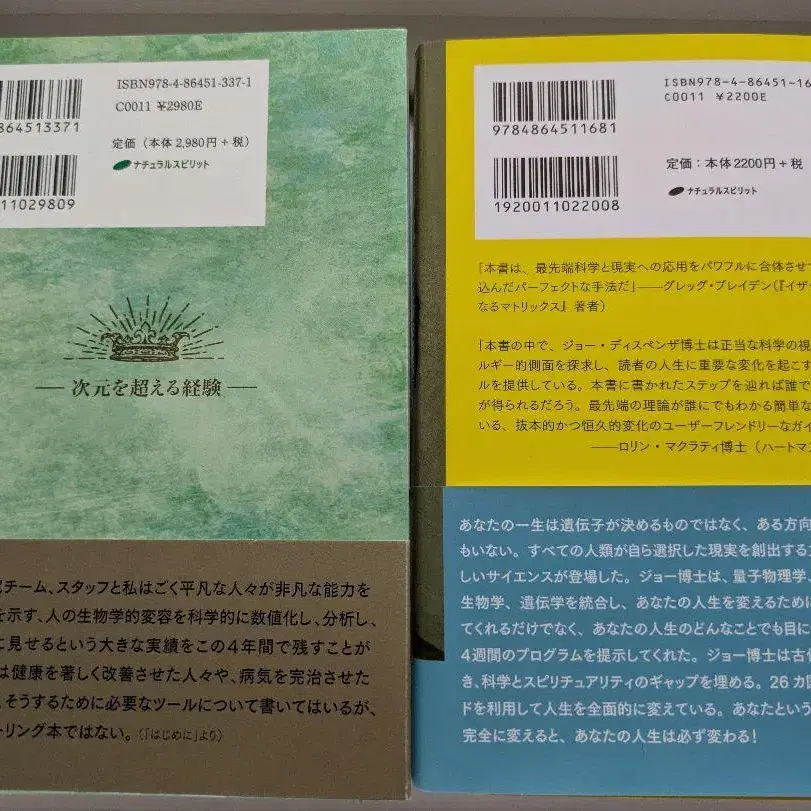 ISBN978-4-86451-337-1
C0011 ¥2980E
864513371
定価（本体 2,980円＋税）
ナチュラルスピリット
11029809
次元を超える経験
チーム、スタッフと私はごく平凡な人々が非凡な能力を
を示す、人の生物学的変容を科学的に数値化し、分析し、
に見せるという大きな実績をこの4年間で残すことが
は健康を著しく改善させた人々や、病気を完治させた
そうするために必要なツールについて書いてはいるが、
ーリング本ではない。（「はじめに」より）
ISBN978-4-86451-16
C0011 ¥2200E
9784864511681
定価：本体2200円＋税
ナチュラルスピリット
1920011022008
「本書は、最先端科学と現実への応用をパワフルに合体させて
込んだパーフェクトな手法だ」——グレッグ・ブレイデン（『イザ
なるマトリックス』著者）
「本書の中で、ジョー・ディスペンザ博士は正当な科学の視
ルギー的側面を探求し、読者の人生に重要な変化を起こす
ルを提供している。本書に書かれたステップを辿れば誰で
が得られるだろう。最先端の理論が誰にでもわかる簡単な
いる、抜本的かつ恒久的変化のユーザーフレンドリーなガイ
——ロリン・マクラティ博士（ハートマス
あなたの一生は遺伝子が決めるものではなく、ある方向
もいない。すべての人類が自ら選択した現実を創出する
しいサイエンスが登場した。ジョー博士は、量子物理学、
生物学、遺伝学を統合し、あなたの人生を変えるために
てくれるだけでなく、あなたの人生のどんなことでも目に
4週間のプログラムを提示してくれた。ジョー博士は古
き、科学とスピリチュアリティのギャップを埋める。26カ
ドを利用して人生を全面的に変えている。あなたという
完全に変えると、あなたの人生は必ず変わる！